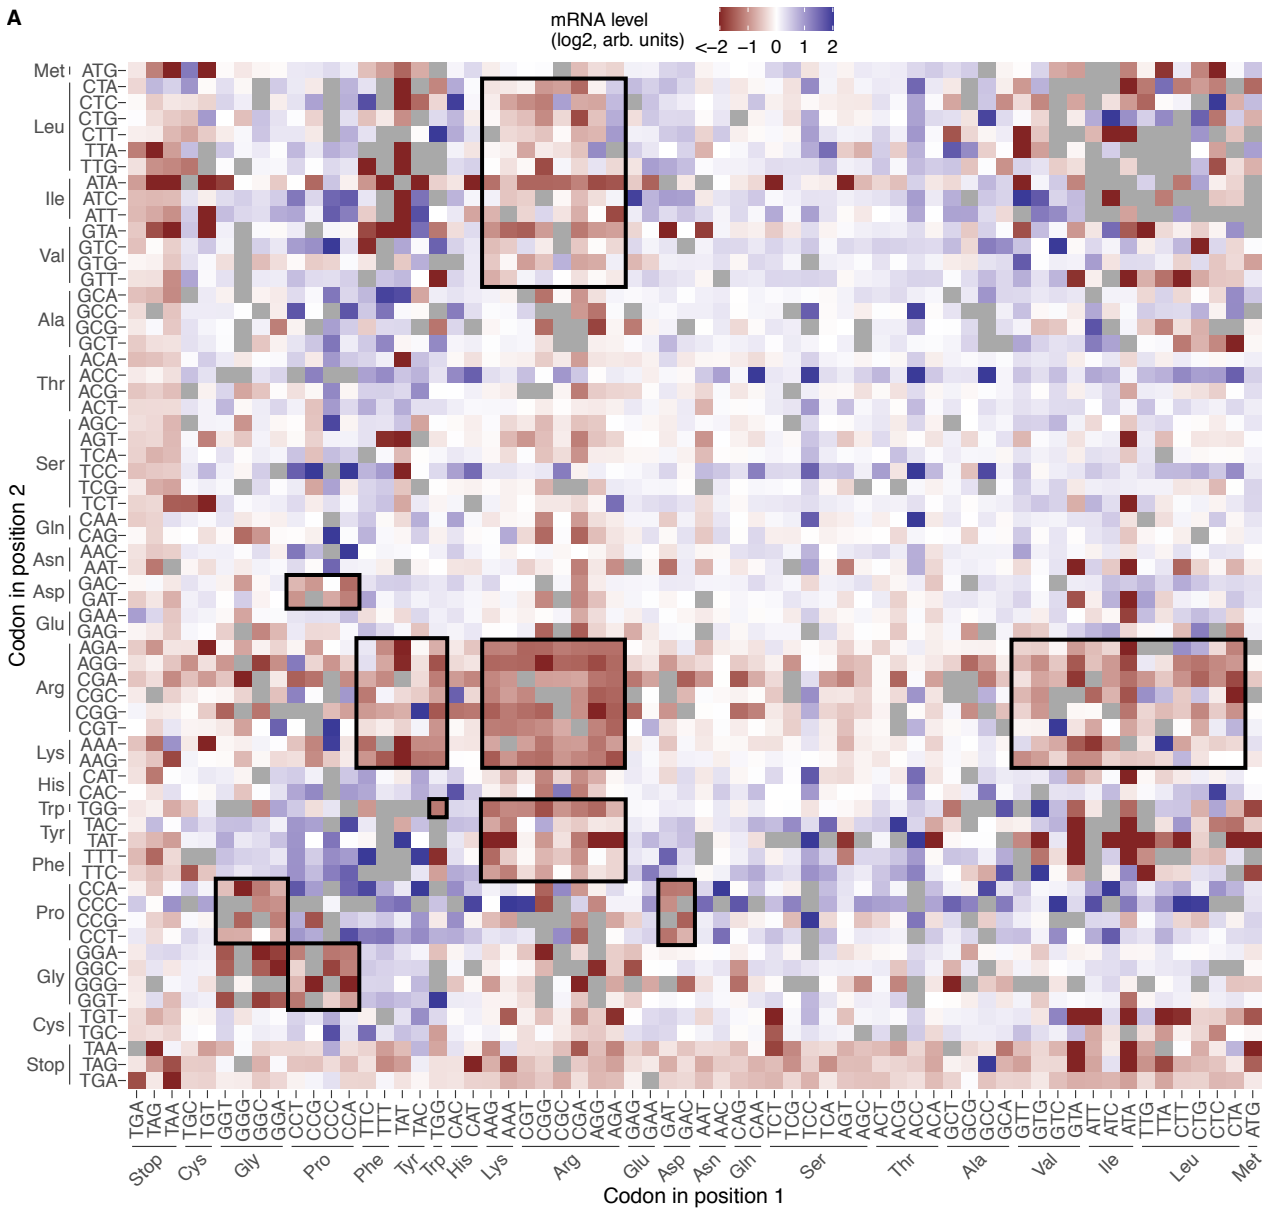 A
mRNA level
(log2, arb. units)
<−2 −1 0 1 2
Codon in position 2
Met ATG
Leu CTA
CTC
CTG
CTT
TTA
TTG
Ile ATA
ATC
ATT
Val GTA
GTC
GTG
GTT
Ala GCA
GCC
GCG
GCT
Thr ACA
ACC
ACG
ACT
Ser AGC
AGT
TCA
TCC
TCG
TCT
Gln CAA
CAG
Asn AAC
AAT
Asp GAC
GAT
Glu GAA
GAG
Arg AGA
AGG
CGA
CGC
CGG
CGT
Lys AAA
AAG
His CAT
CAC
Trp TGG
Tyr TAC
TAT
Phe TTT
TTC
Pro CCA
CCC
CCG
CCT
Gly GGA
GGC
GGG
GGT
Cys TGT
TGC
Stop TAA
TAG
TGA
TGA TAG TAA TGC TGT GGT GGG GGC GGA CCT CCG CCC CCA TTC TTT TAT TAC TGG CAC CAT AAG AAA CGT CGG CGC CGA AGG AGA GAG GAA GAT GAC AAT AAC CAG CAA TCT TCG TCC TCA AGT AGC ACT ACG ACC ACA GCT GCG GCC GCA GTT GTG GTC GTA ATT ATC ATA TTG TTA CTT CTG CTC CTA ATG
Stop Cys Gly Pro Phe Tyr Trp His Lys Arg Glu Asp Asn Gln Ser Thr Ala Val Ile Leu Met
Codon in position 1